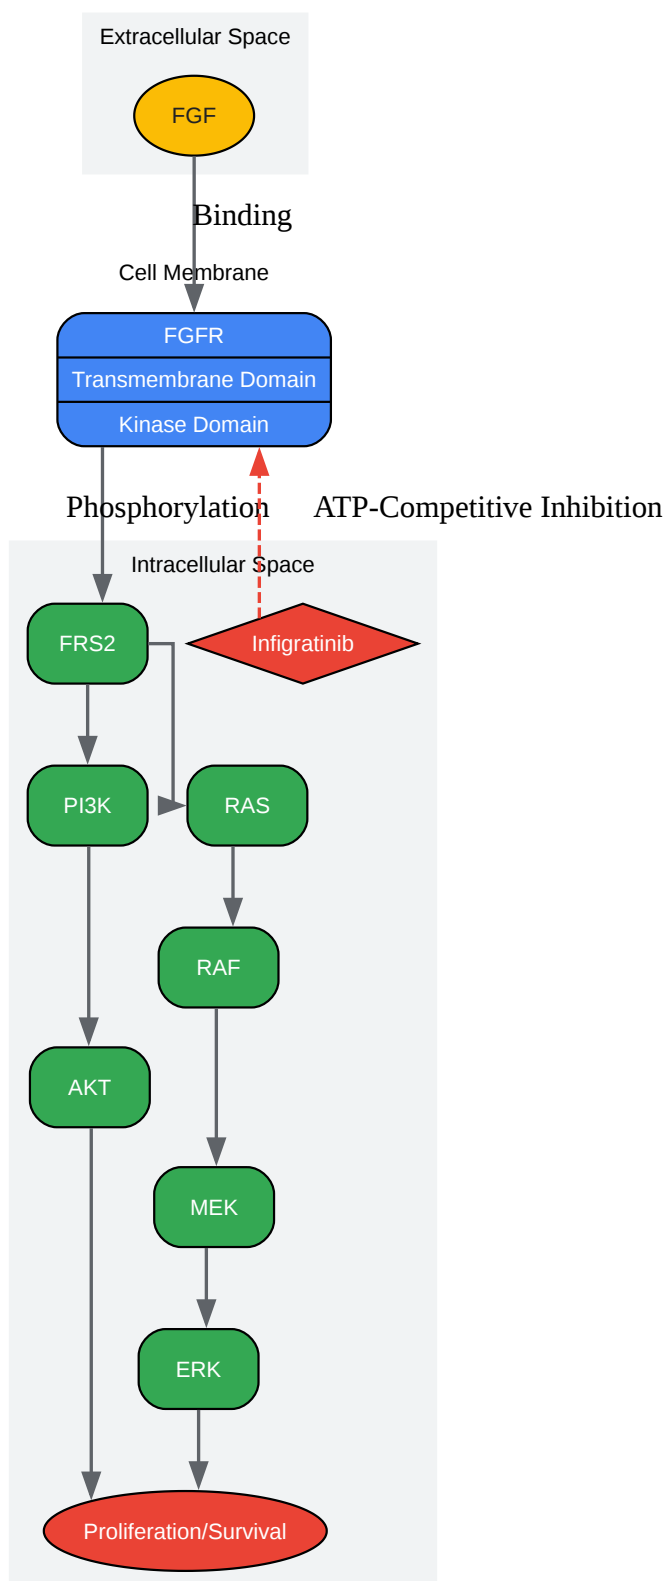 Extracellular Space
FGF
Binding
Cell Membrane
FGFR
Transmembrane Domain
Kinase Domain
Phosphorylation
ATP-Competitive Inhibition
Intracellular Space
FRS2
Infigratinib
PI3K
RAS
RAF
AKT
MEK
ERK
Proliferation/Survival